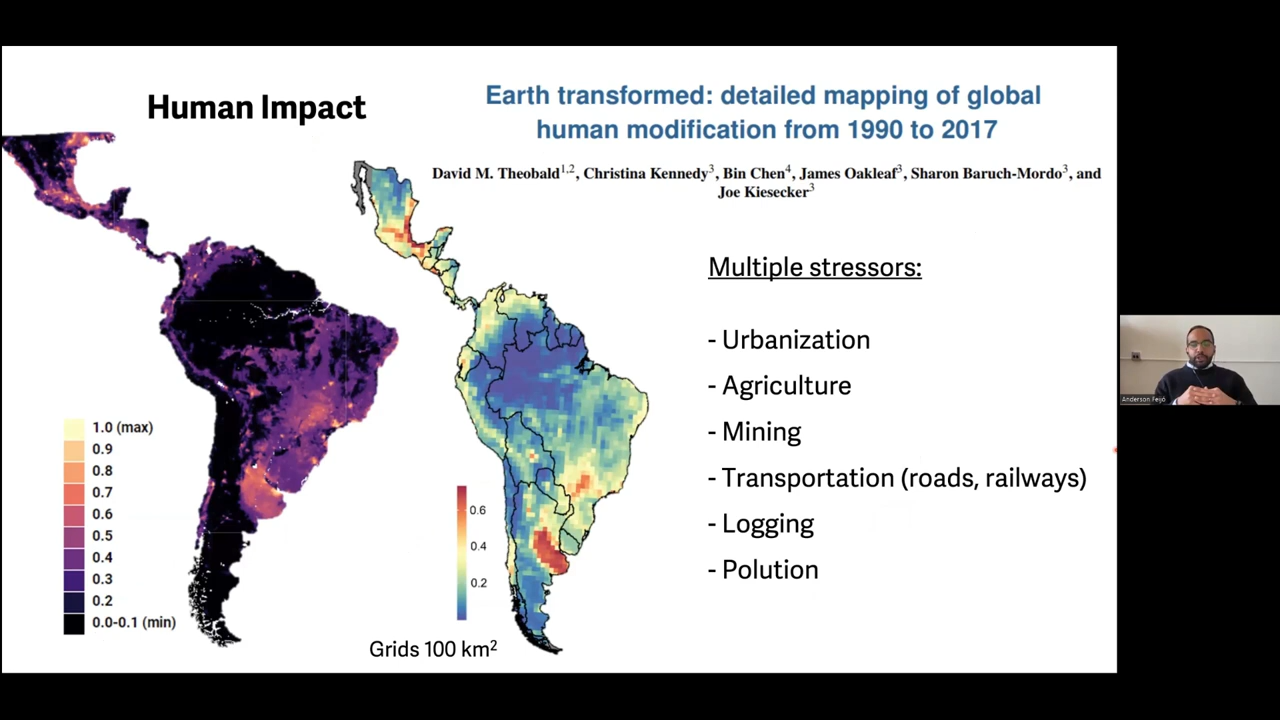 Human Impact
Earth transformed: detailed mapping of global
human modification from 1990 to 2017
David M. Theobald1,2, Christina Kennedy3, Bin Chen4, James Oakleaf3, Sharon Baruch-Mordo3, and
Joe Kiesecker3
Multiple stressors:
- Urbanization
- Agriculture
- Mining
- Transportation (roads, railways)
- Logging
- Polution
1.0 (max)
0.9
0.8
0.7
0.6
0.5
0.4
0.3
0.2
0.0-0.1 (min)
0.6
0.4
0.2
Grids 100 km2
Anderson Feijó